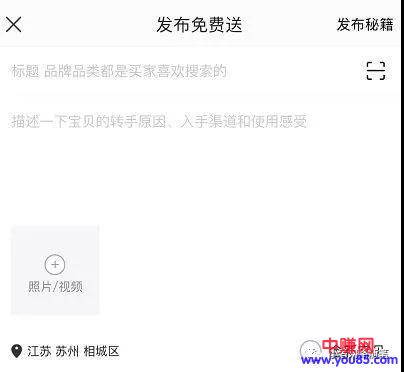 发布免费送
发布秘籍
标题 品牌品类都是买家喜欢搜索的
描述一下宝贝的转手原因、入手渠道和使用感受
照片/视频
江苏 苏州 相城区
中赚网
www.you85.com